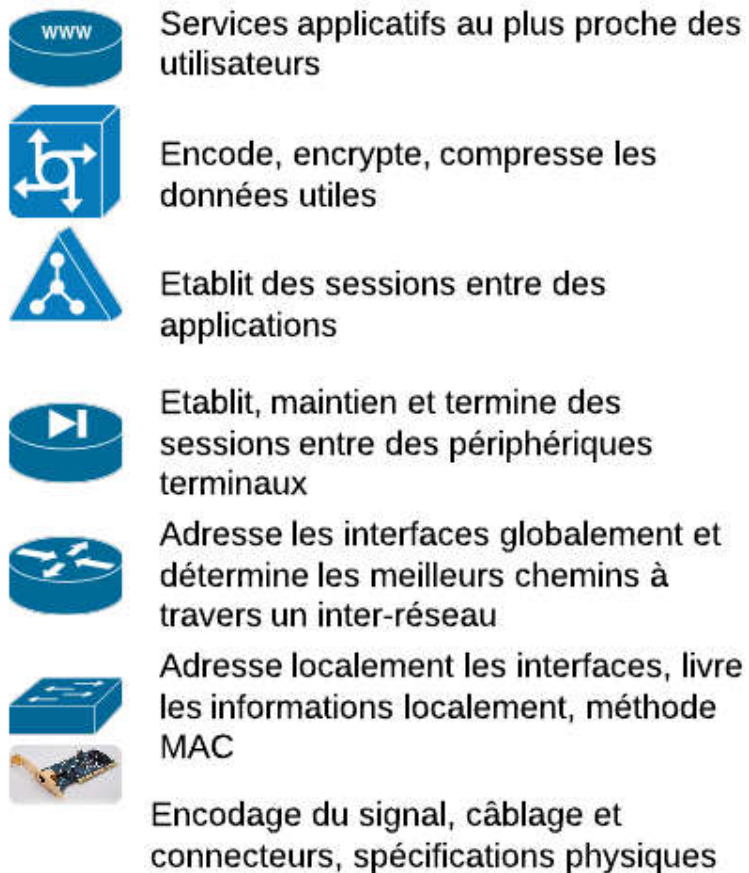 www
Services applicatifs au plus proche des
utilisateurs
Encode, encrypte, compresse les
données utiles
Etablit des sessions entre des
applications
Etablit, maintien et termine des
sessions entre des périphériques
terminaux
Adresse les interfaces globalement et
détermine les meilleurs chemins à
travers un inter-réseau
Adresse localement les interfaces, livre
les informations localement, méthode
MAC
Encodage du signal, câblage et
connecteurs, spécifications physiques